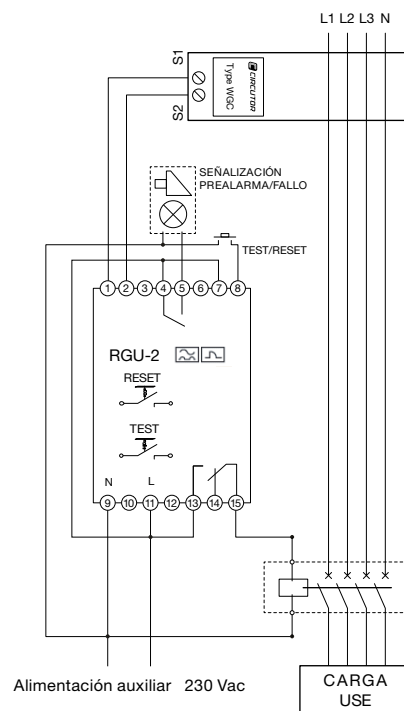 L1 L2 L3 N
S1
S2
CIRCUTOR
Type WGC
SEÑALIZACIÓN
PREALARMA/FALLO
TEST/RESET
1 2 3 4 5 6 7 8
RGU-2
RESET
TEST
N L
9 10 11 12 13 14 15
Alimentación auxiliar 230 Vac
CARGA
USE